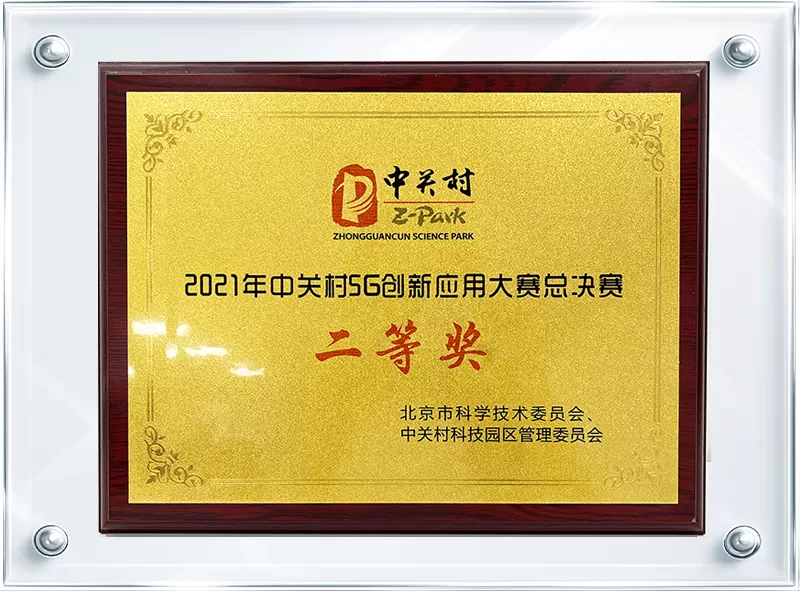 中关村
Z-Park
ZHONGGUANCUN SCIENCE PARK
2021年中关村5G创新应用大赛总决赛
二等奖
北京市科学技术委员会、
中关村科技园区管理委员会